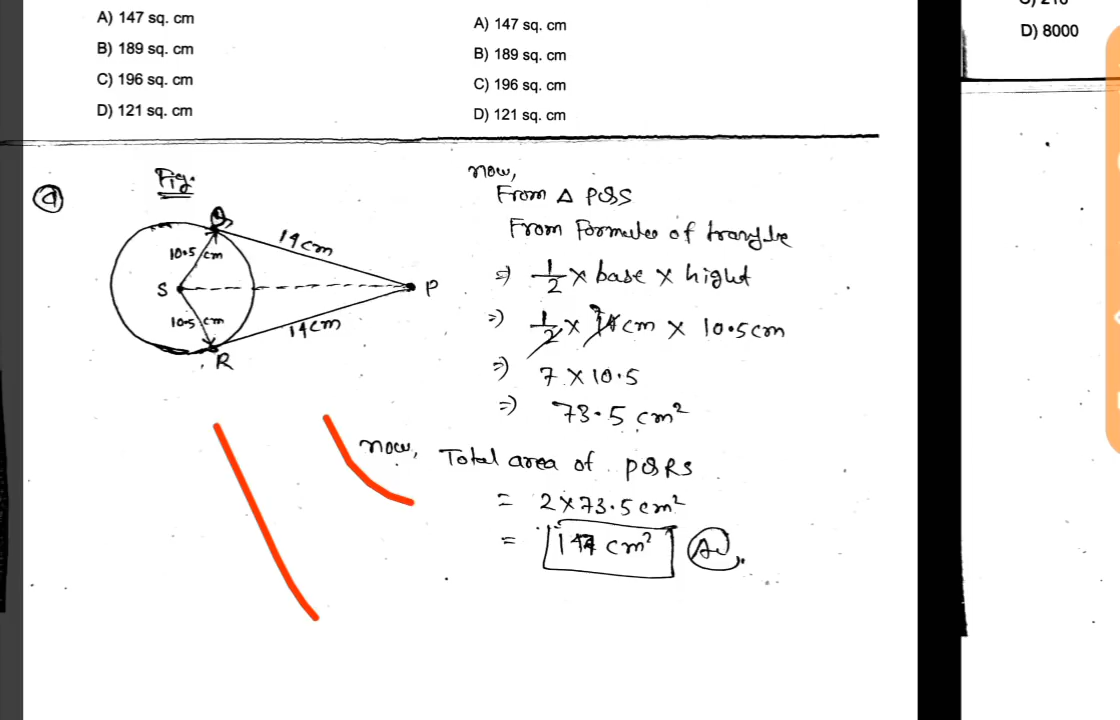 A) 147 sq. cm
B) 189 sq. cm
C) 196 sq. cm
D) 121 sq. cm
A) 147 sq. cm
B) 189 sq. cm
C) 196 sq. cm
D) 121 sq. cm
D) 8000
Fig:
Q
14cm
10.5 cm
S
P
10.5 cm
14cm
R
now,
From Δ PQS
From Formula of
⇒ 1/2 × base × hight
⇒ 1/2 × 14cm × 10.5cm
⇒ 7 × 10.5
⇒ 73.5 cm²
now, Total area of PQRS
= 2 × 73.5 cm²
= 147 cm²